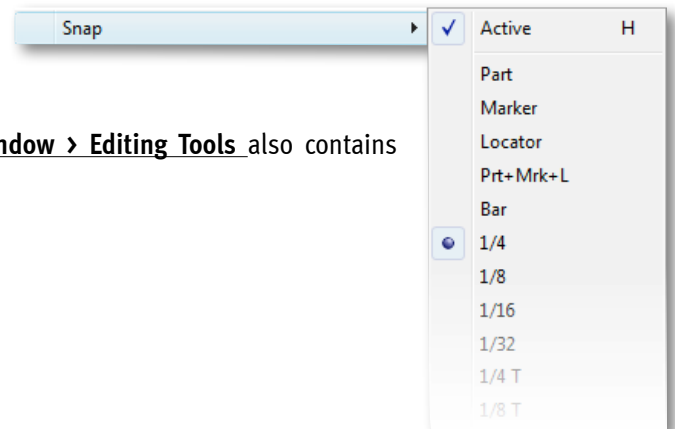 Snap
Active H
Part
Marker
Locator
Prt+Mrk+L
Bar
1/4
1/8
1/16
1/32
1/4 T
1/8 T
> Editing Tools also contains